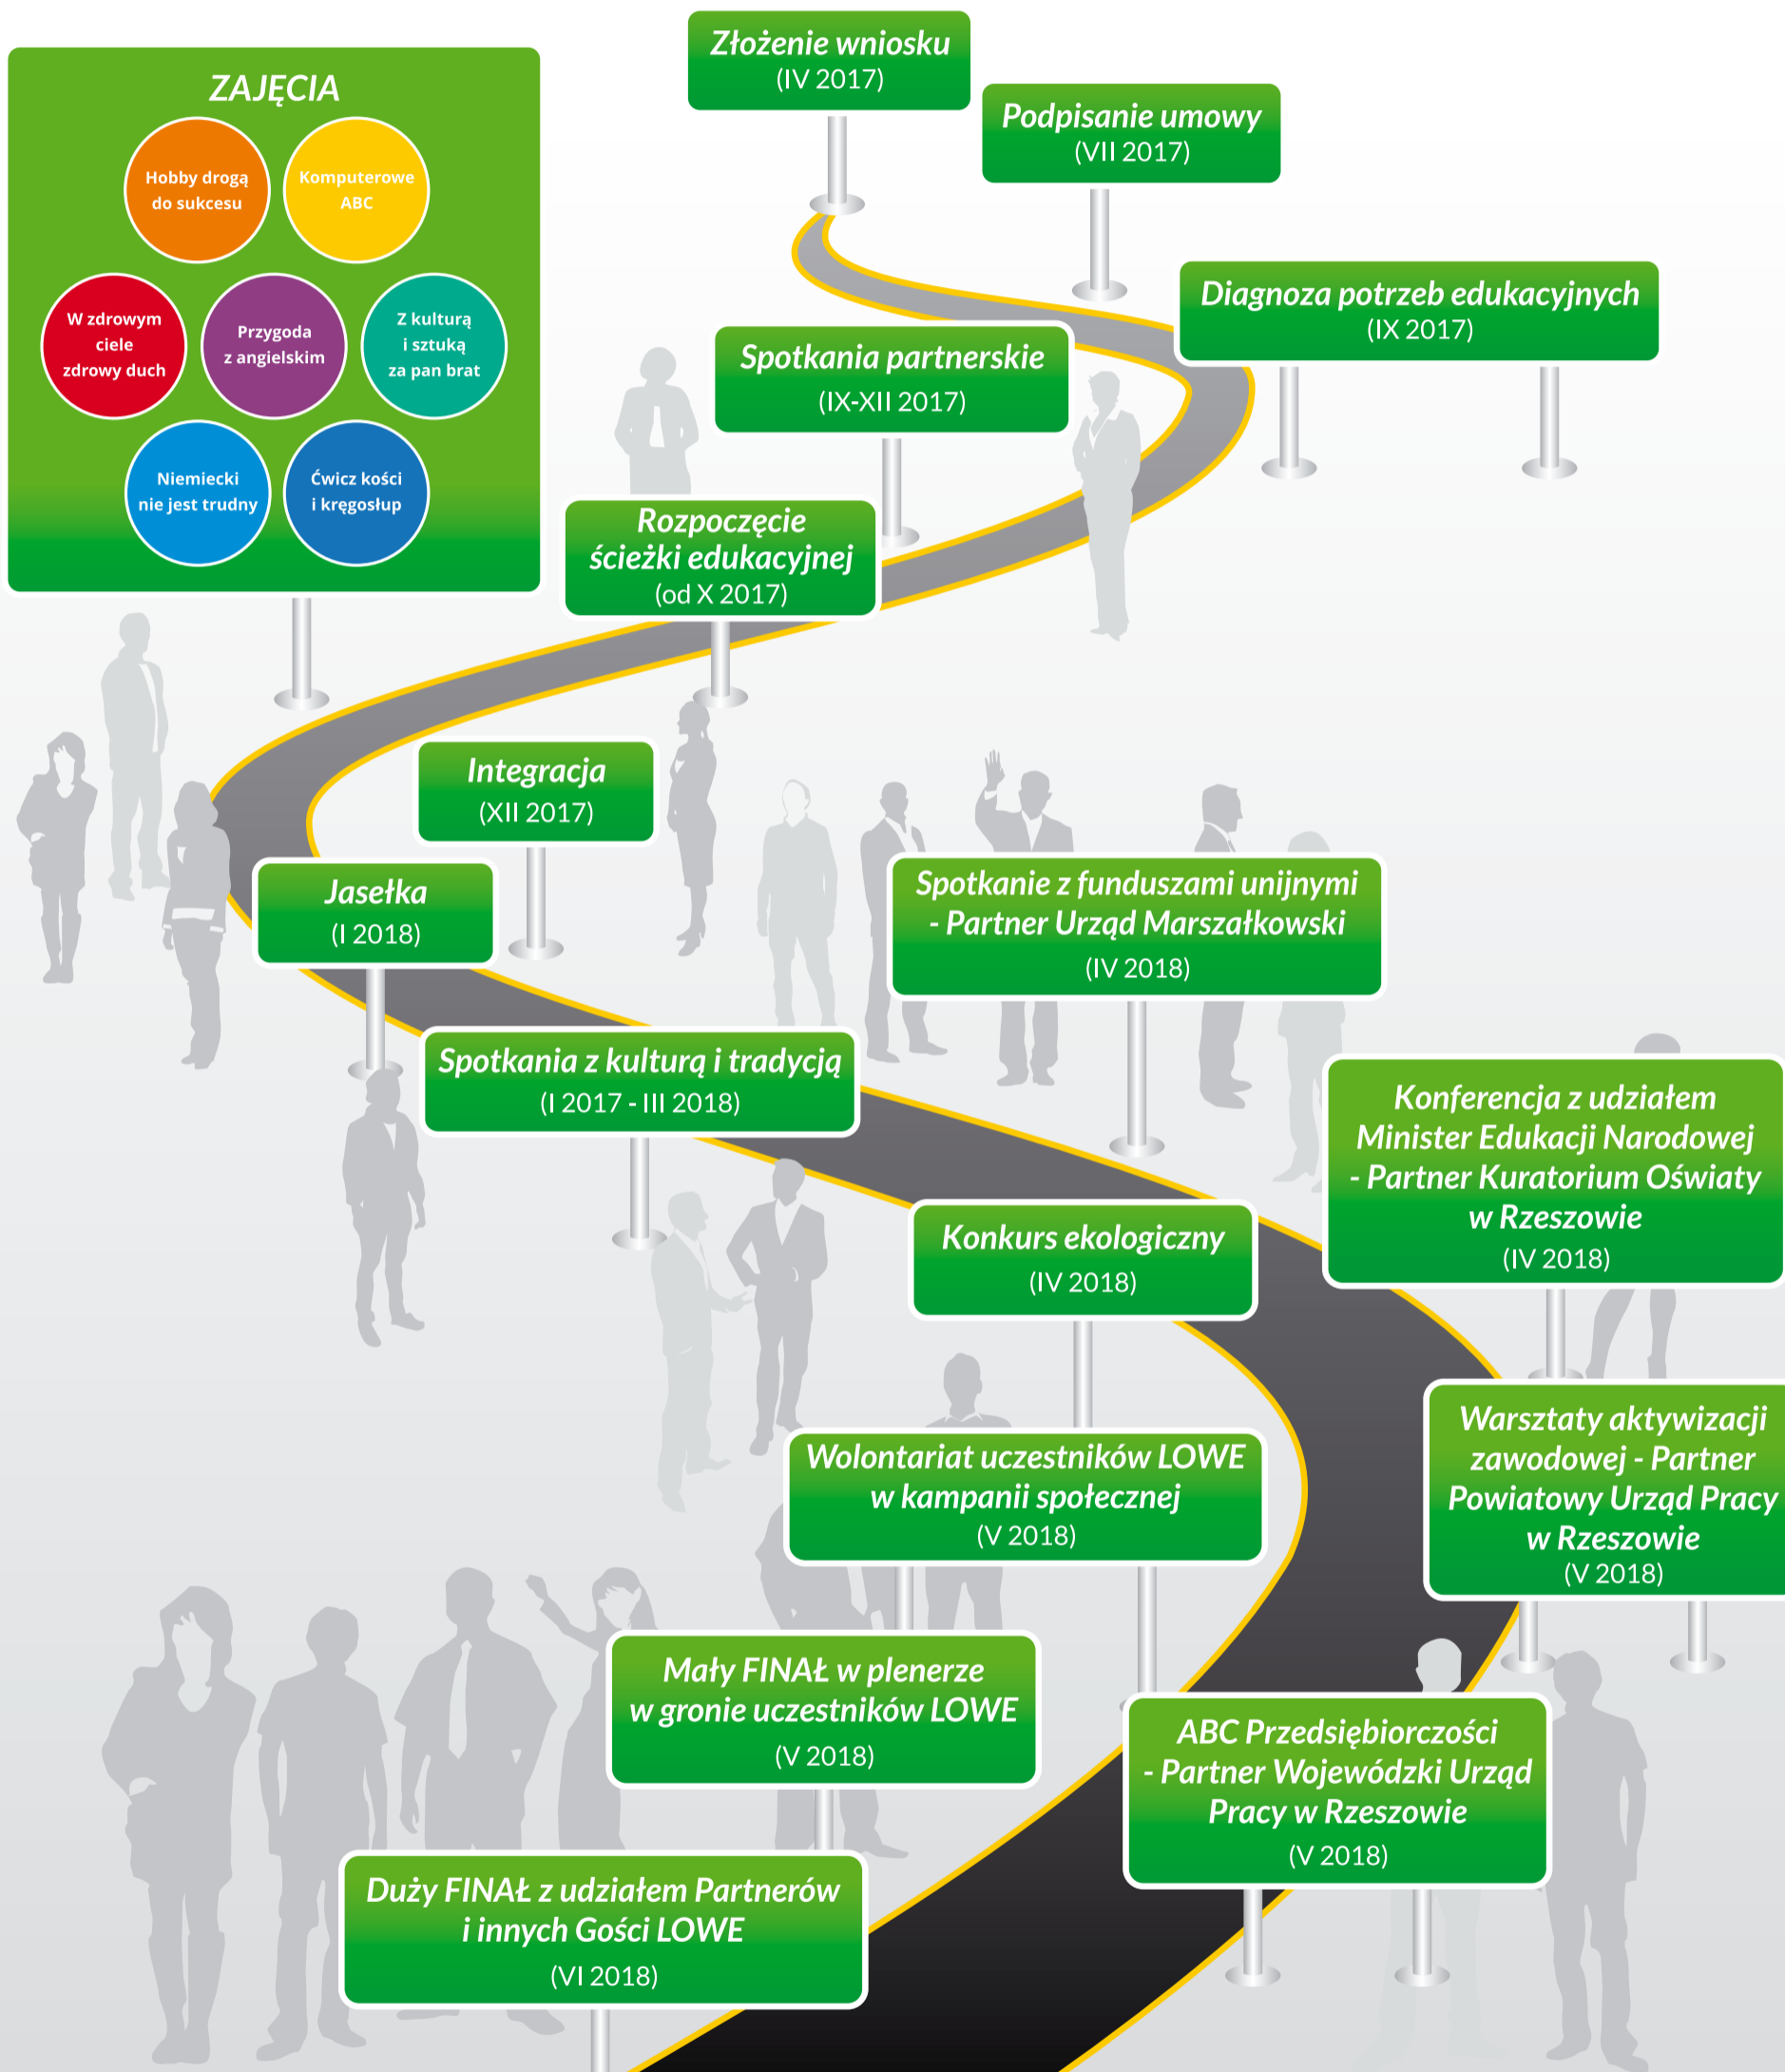 ZAJĘCIA
Hobby drogą
do sukcesu
Komputerowe
ABC
W zdrowym
ciele
zdrowy duch
Przygoda
z angielskim
Z kulturą
i sztuką
za pan brat
Niemiecki
nie jest trudny
Ćwicz kości
i kręgosłup
Złożenie wniosku
(IV 2017)
Podpisanie umowy
(VII 2017)
Diagnoza potrzeb edukacyjnych
(IX 2017)
Spotkania partnerskie
(IX-XII 2017)
Rozpoczęcie
ścieżki edukacyjnej
(od X 2017)
Integracja
(XII 2017)
Jasełka
(I 2018)
Spotkania z kulturą i tradycją
(I 2017 - III 2018)
Spotkanie z funduszami unijnymi
- Partner Urząd Marszałkowski
(IV 2018)
Konferencja z udziałem
Minister Edukacji Narodowej
- Partner Kuratorium Oświaty
w Rzeszowie
(IV 2018)
Konkurs ekologiczny
(IV 2018)
Warsztaty aktywizacji
zawodowej - Partner
Powiatowy Urząd Pracy
w Rzeszowie
(V 2018)
Wolontariat uczestników LOWE
w kampanii społecznej
(V 2018)
Mały FINAŁ w plenerze
w gronie uczestników LOWE
(V 2018)
ABC Przedsiębiorczości
- Partner Wojewódzki Urząd
Pracy w Rzeszowie
(V 2018)
Duży FINAŁ z udziałem Partnerów
i innych Gości LOWE
(VI 2018)